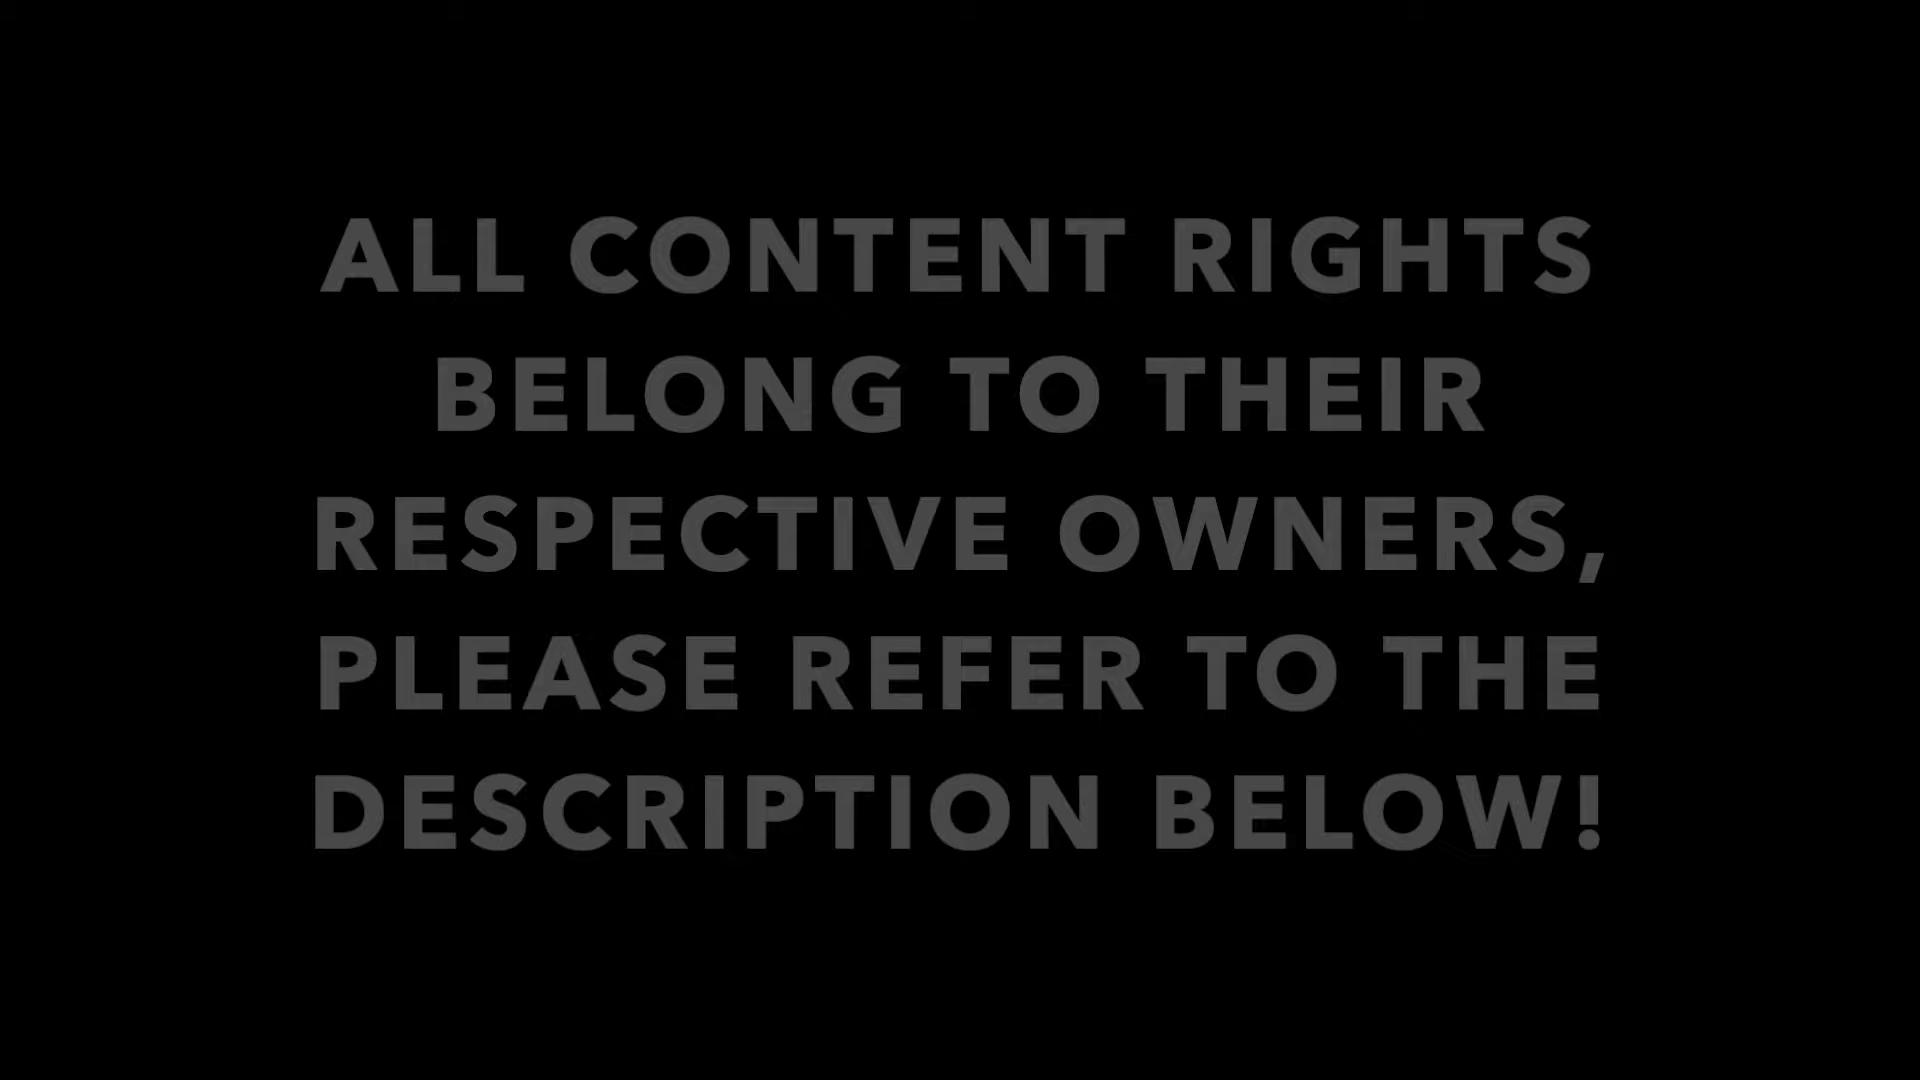 ALL CONTENT RIGHTS
BELONG TO THEIR
RESPECTIVE OWNERS,
PLEASE REFER TO THE
DESCRIPTION BELOW!